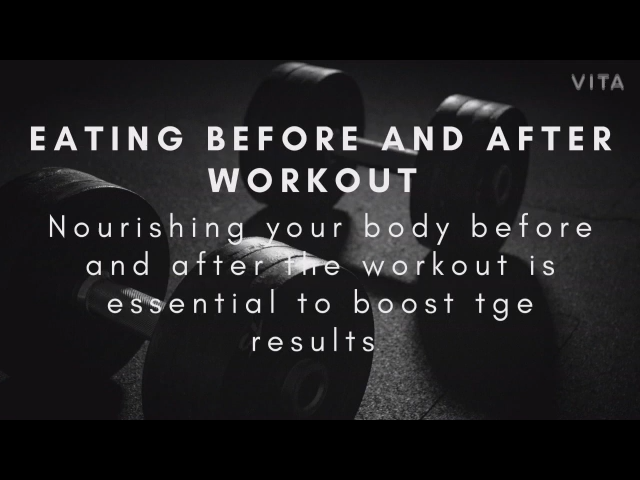 VITA
EATING BEFORE AND AFTER
WORKOUT
Nourishing your body before
and after the workout is
essential to boost tge
results